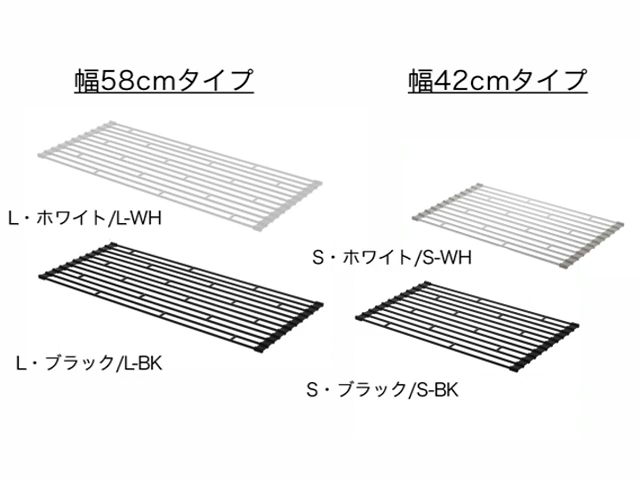 幅58cmタイプ
幅42cmタイプ
L・ホワイト/L-WH
S・ホワイト/S-WH
L・ブラック/L-BK
S・ブラック/S-BK